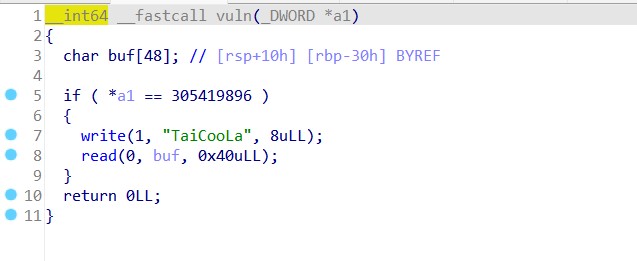 1 __int64 __fastcall vuln(_DWORD *a1)
2 {
3 char buf[48]; // [rsp+10h] [rbp-30h] BYREF
4
5 if ( *a1 == 305419896 )
6 {
7 write(1, "TaiCooLa", 8uLL);
8 read(0, buf, 0x40uLL);
9 }
10 return 0LL;
11 }